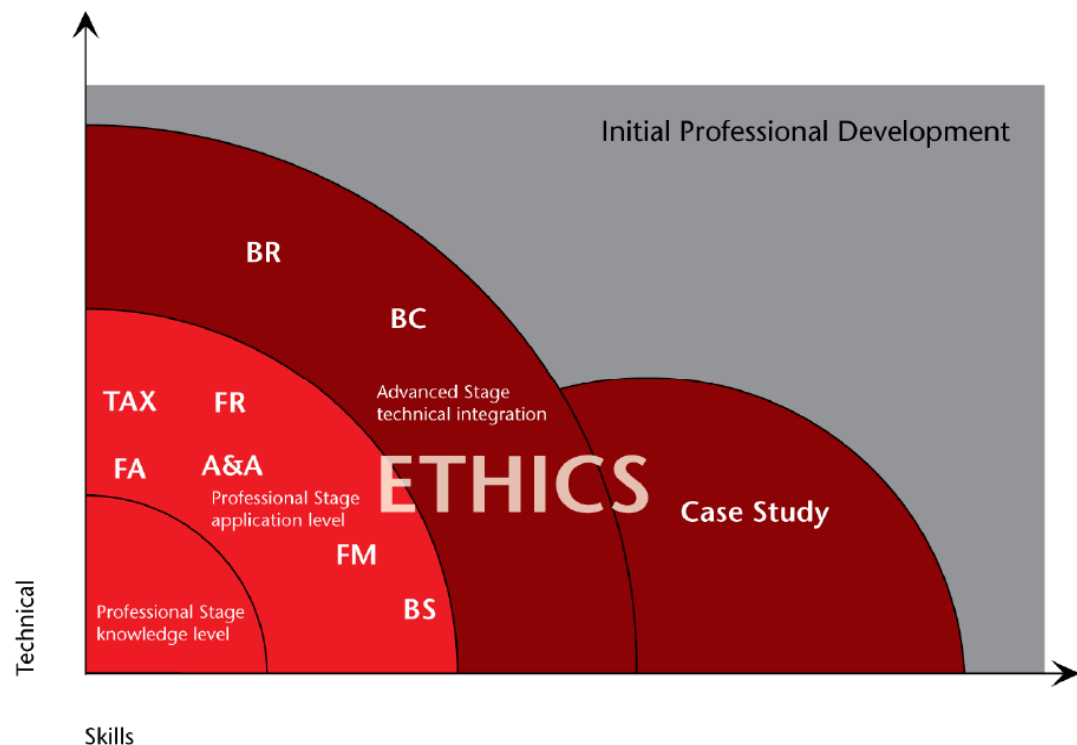 Initial Professional Development
BR
BC
Advanced Stage
technical integration
TAX
FR
FA
A&A
Professional Stage
application level
ETHICS
Case Study
FM
BS
Professional Stage
knowledge level
Technical
Skills